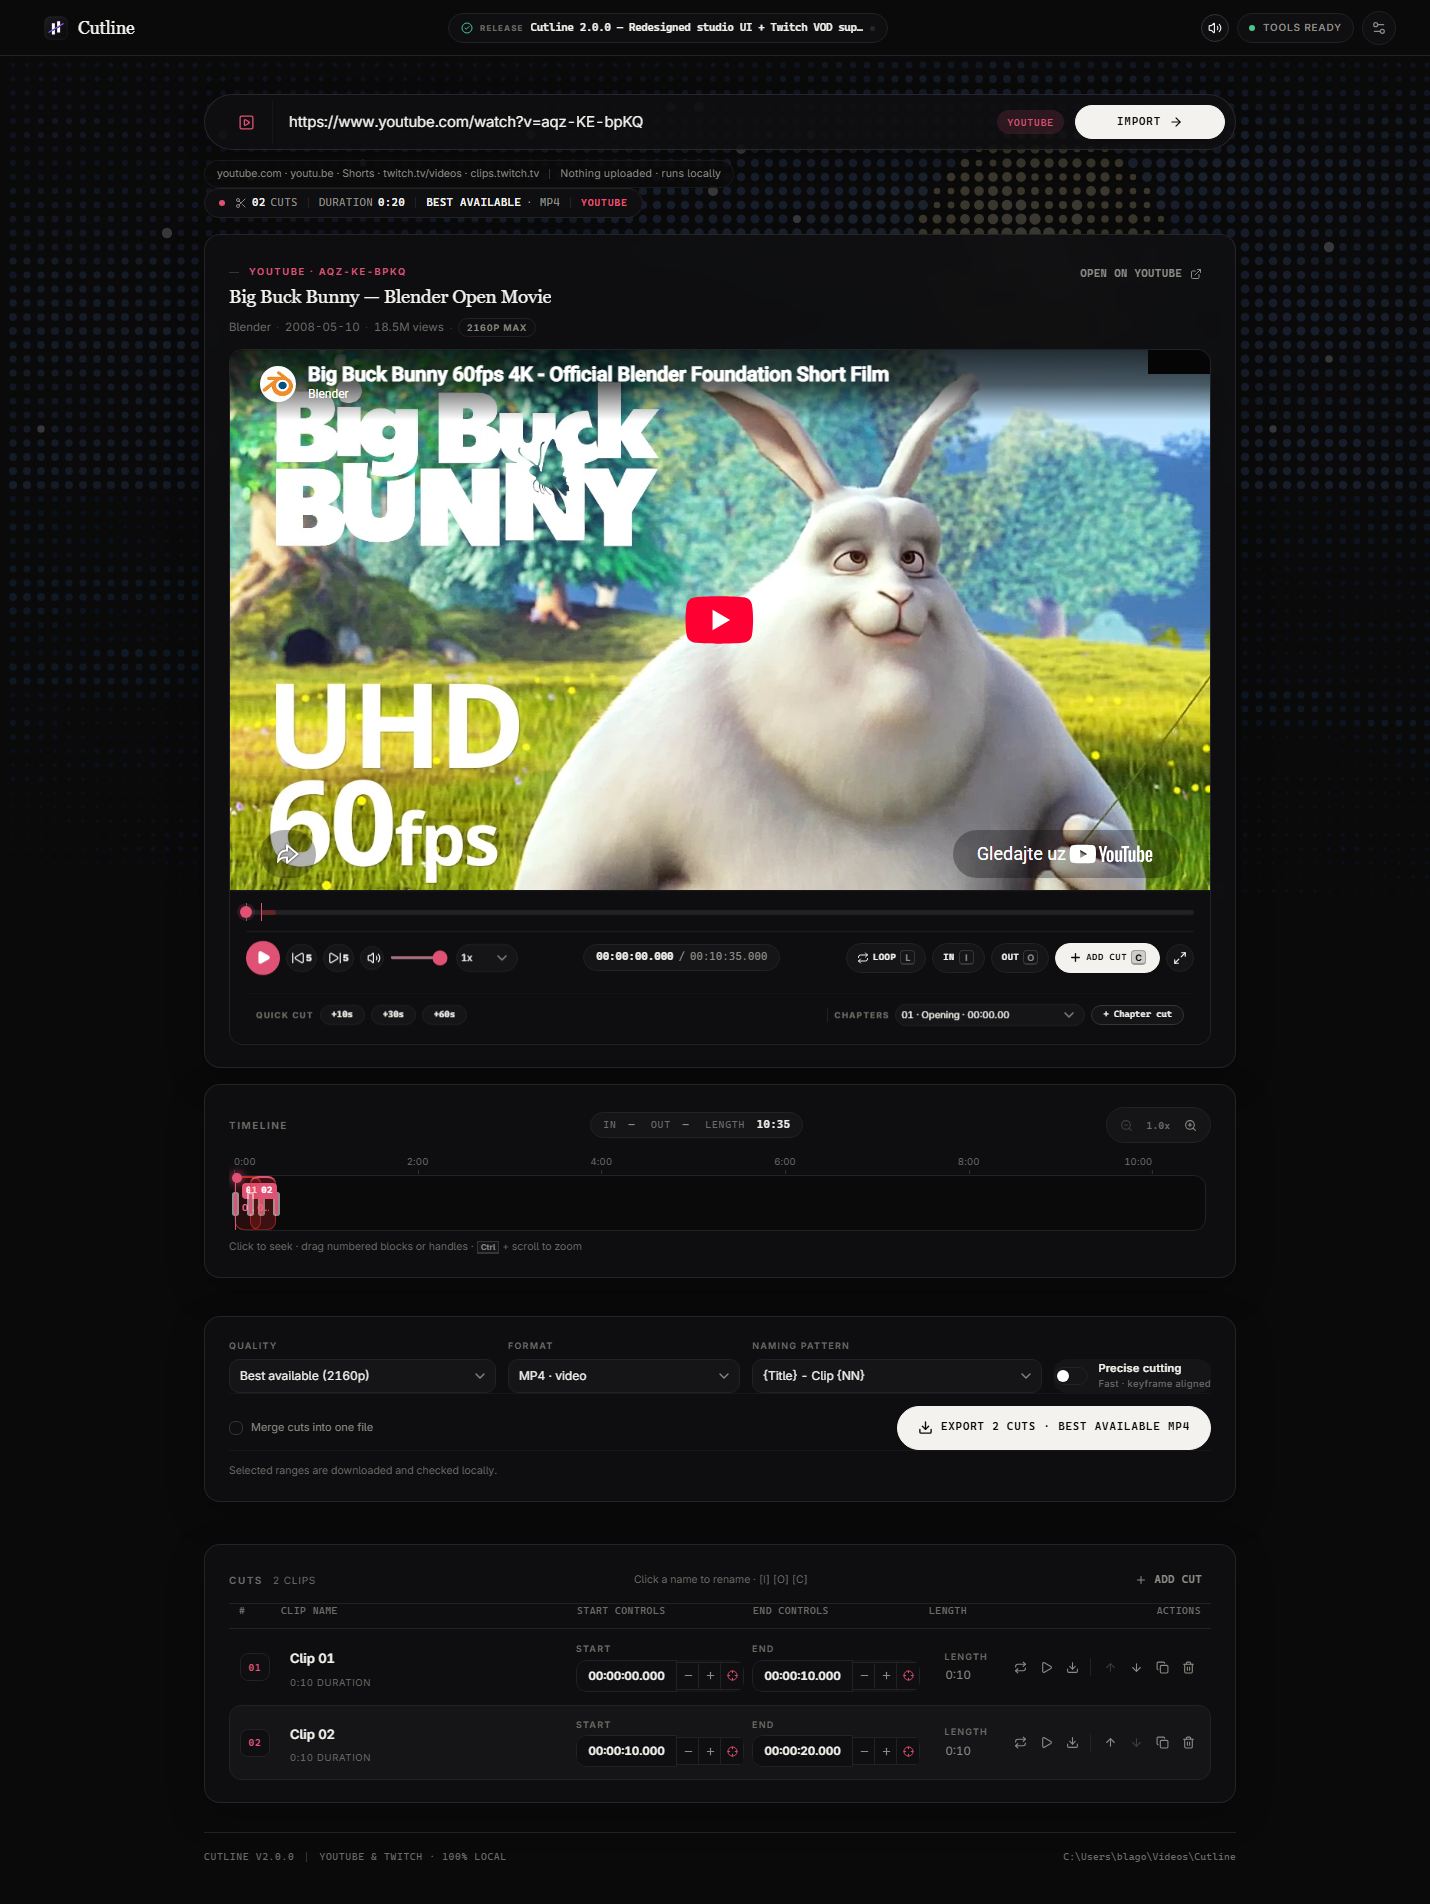 Cutline
RELEASE Cutline 2.0.0 — Redesigned studio UI + Twitch VOD sup…
TOOLS READY
https://www.youtube.com/watch?v=aqz-KE-bpKQ
YOUTUBE
IMPORT
youtube.com · youtu.be · Shorts · twitch.tv/videos · clips.twitch.tv | Nothing uploaded · runs locally
02 CUTS | DURATION 0:20 | BEST AVAILABLE · MP4 | YOUTUBE
— YOUTUBE · AQZ-KE-BPKQ
OPEN ON YOUTUBE
Big Buck Bunny — Blender Open Movie
Blender · 2008-05-10 · 18.5M views · 2160P MAX
Big Buck Bunny 60fps 4K - Official Blender Foundation Short Film
Blender
Big Buck
BUNNY
UHD
60fps
Gledajte uz YouTube
5
5
1x
00:00:00.000 / 00:10:35.000
LOOP L
IN I
OUT O
+ ADD CUT C
QUICK CUT +10s +30s +60s
CHAPTERS 01 · Opening · 00:00.00
+ Chapter cut
TIMELINE
IN — OUT — LENGTH 10:35
1.0x
0:00 2:00 4:00 6:00 8:00 10:00
01 02
Click to seek · drag numbered blocks or handles · Ctrl + scroll to zoom
QUALITY FORMAT NAMING PATTERN
Best available (2160p)
MP4 · video
{Title} - Clip {NN}
Precise cutting
Fast · keyframe aligned
Merge cuts into one file
EXPORT 2 CUTS · BEST AVAILABLE MP4
Selected ranges are downloaded and checked locally.
CUTS 2 CLIPS
Click a name to rename · [I] [O] [C]
+ ADD CUT
# CLIP NAME START CONTROLS END CONTROLS LENGTH ACTIONS
01
Clip 01
0:10 DURATION
START
00:00:00.000 − +
END
00:00:10.000 − +
LENGTH
0:10
02
Clip 02
0:10 DURATION
START
00:00:10.000 − +
END
00:00:20.000 − +
LENGTH
0:10
CUTLINE V2.0.0 | YOUTUBE & TWITCH · 100% LOCAL
C:\Users\blago\Videos\Cutline